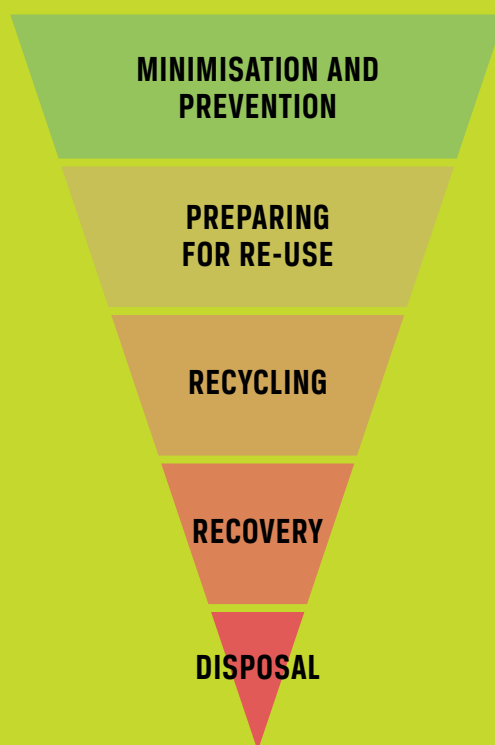 MINIMISATION AND
PREVENTION
PREPARING
FOR RE-USE
RECYCLING
RECOVERY
DISPOSAL